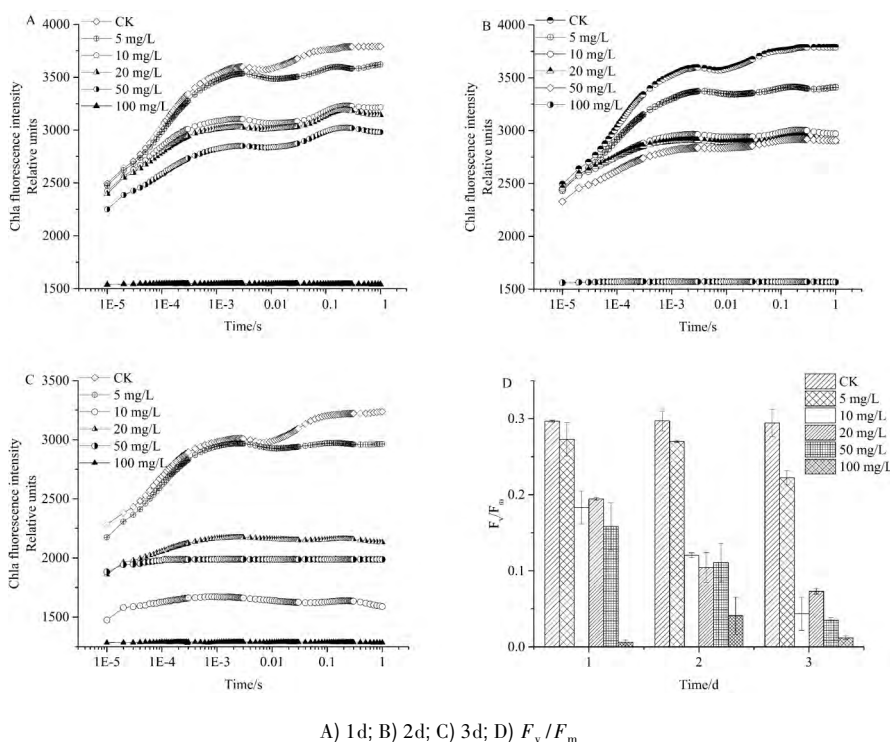 A
CK
5 mg/L
10 mg/L
20 mg/L
50 mg/L
100 mg/L
4000
3500
3000
2500
2000
1500
Chla fluorescence intensity
Relative units
1E-5 1E-4 1E-3 0.01 0.1 1
Time/s
B
CK
5 mg/L
10 mg/L
20 mg/L
50 mg/L
100 mg/L
4000
3500
3000
2500
2000
1500
Chla fluorescence intensity
Relative units
1E-5 1E-4 1E-3 0.01 0.1 1
Time/s
C
CK
5 mg/L
10 mg/L
20 mg/L
50 mg/L
100 mg/L
3500
3000
2500
2000
1500
Chla fluorescence intensity
Relative units
1E-5 1E-4 1E-3 0.01 0.1 1
Time/s
D
CK
5 mg/L
10 mg/L
20 mg/L
50 mg/L
100 mg/L
0.3
0.2
0.1
0.0
Fv/Fm
1 2 3
Time/d
A) 1d; B) 2d; C) 3d; D) Fv/Fm